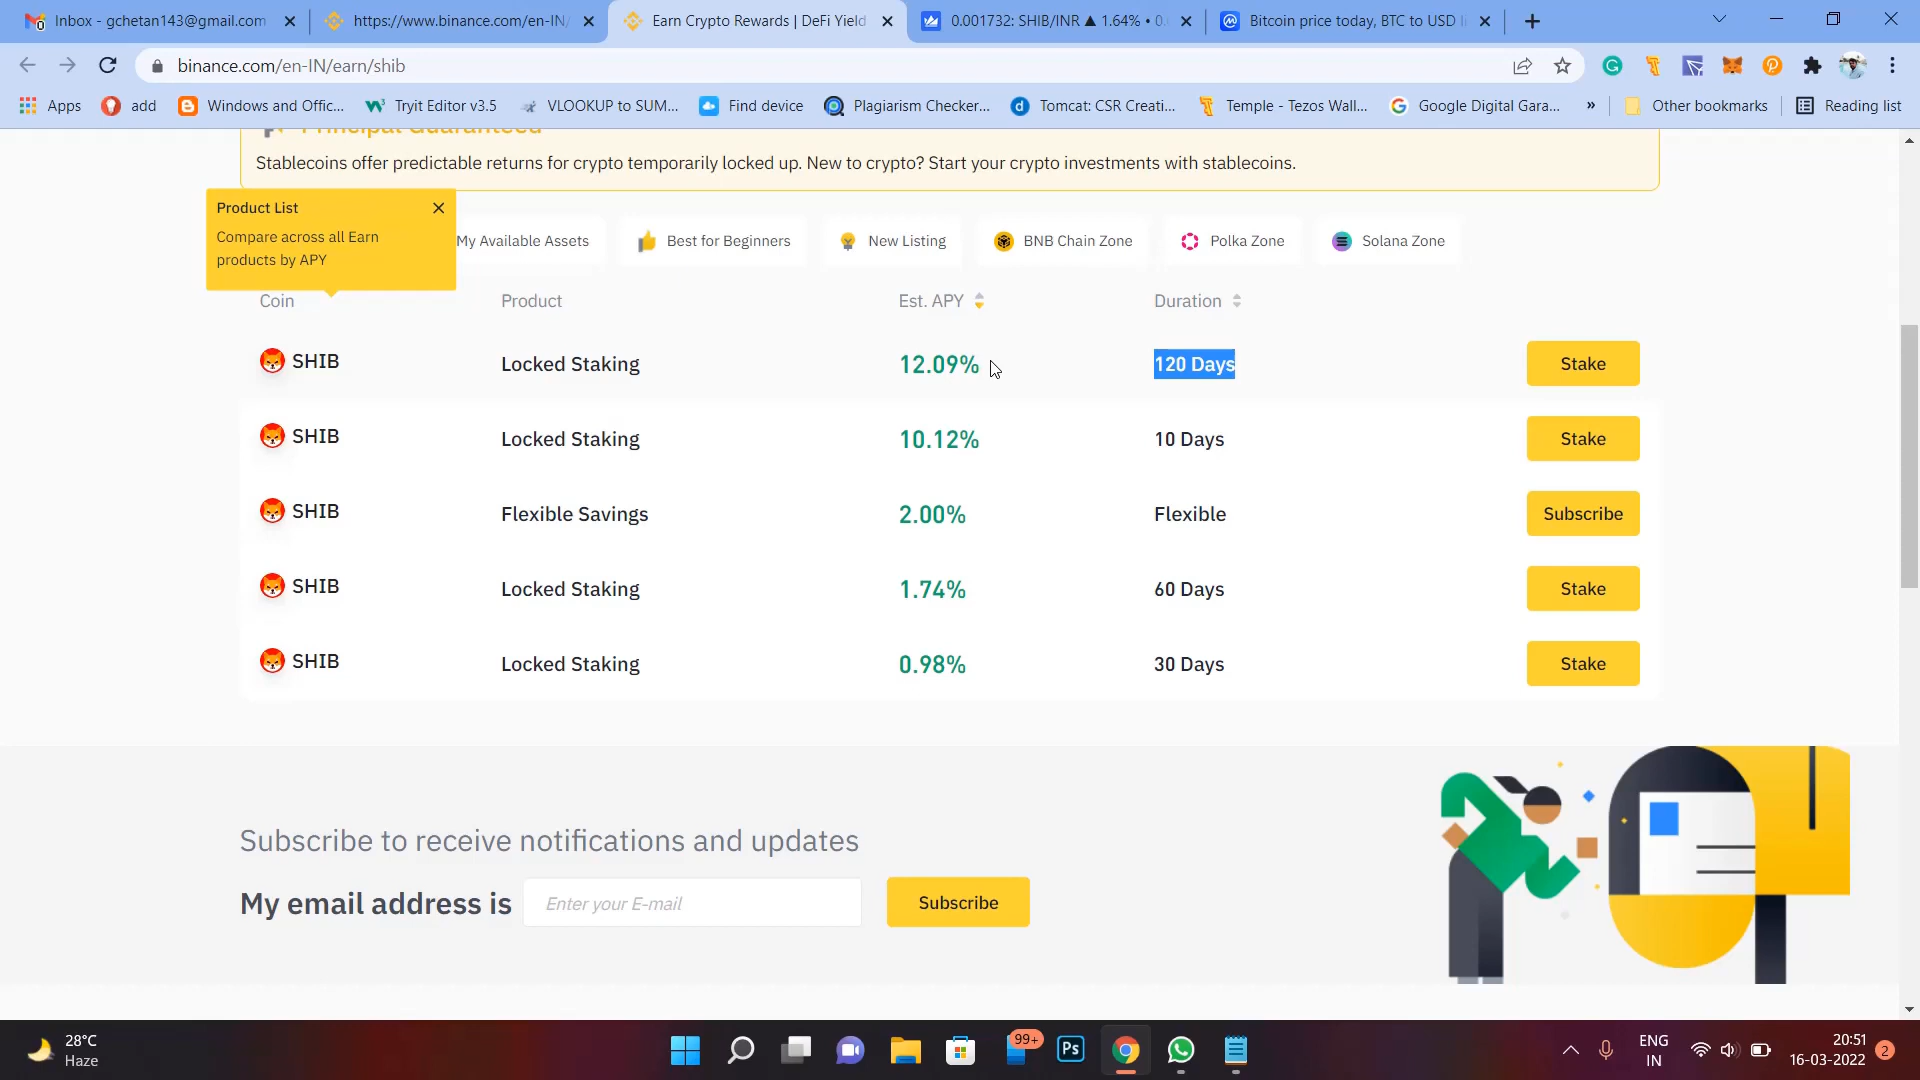 Inbox - gchetan143@gmail.com
https://www.binance.com/en-IN/
Earn Crypto Rewards | DeFi Yield
0.001732: SHIB/INR ▲ 1.64% • 0.
Bitcoin price today, BTC to USD li
binance.com/en-IN/earn/shib
Apps
add
Windows and Offic...
Tryit Editor v3.5
VLOOKUP to SUM...
Find device
Plagiarism Checker...
Tomcat: CSR Creati...
Temple - Tezos Wall...
Google Digital Gara...
»
Other bookmarks
Reading list
Principal Guaranteed
Stablecoins offer predictable returns for crypto temporarily locked up. New to crypto? Start your crypto investments with stablecoins.
Product List
Compare across all Earn
products by APY
My Available Assets
Best for Beginners
New Listing
BNB Chain Zone
Polka Zone
Solana Zone
Coin Product Est. APY Duration
SHIB Locked Staking 12.09% 120 Days Stake
SHIB Locked Staking 10.12% 10 Days Stake
SHIB Flexible Savings 2.00% Flexible Subscribe
SHIB Locked Staking 1.74% 60 Days Stake
SHIB Locked Staking 0.98% 30 Days Stake
Subscribe to receive notifications and updates
My email address is Enter your E-mail Subscribe
28°C
Haze
99+
Ps
ENG
IN
20:51
16-03-2022
2